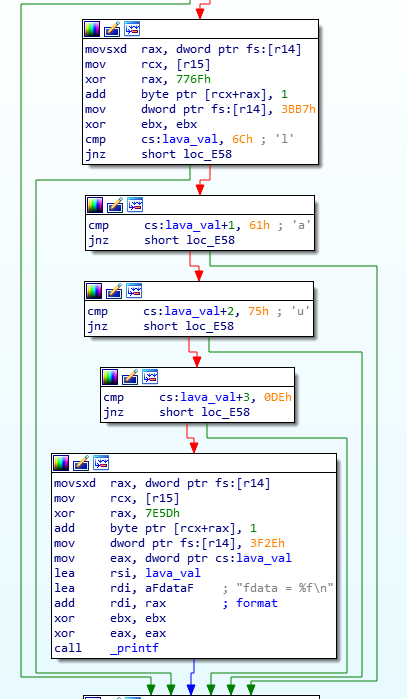 movsxd rax, dword ptr fs:[r14]
mov rcx, [r15]
xor rax, 776Fh
add byte ptr [rcx+rax], 1
mov dword ptr fs:[r14], 3BB7h
xor ebx, ebx
cmp cs:lava_val, 6Ch ; 'l'
jnz short loc_E58
cmp cs:lava_val+1, 61h ; 'a'
jnz short loc_E58
cmp cs:lava_val+2, 75h ; 'u'
jnz short loc_E58
cmp cs:lava_val+3, 0DEh
jnz short loc_E58
movsxd rax, dword ptr fs:[r14]
mov rcx, [r15]
xor rax, 7E5Dh
add byte ptr [rcx+rax], 1
mov dword ptr fs:[r14], 3F2Eh
mov eax, dword ptr cs:lava_val
lea rsi, lava_val
lea rdi, aFdataF ; "fdata = %f\n"
add rdi, rax ; format
xor ebx, ebx
xor eax, eax
call _printf